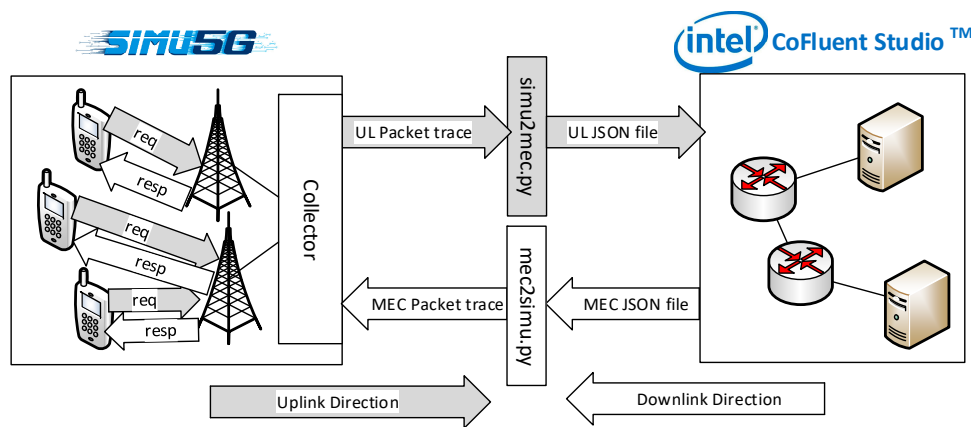 SIMU5G
intel CoFluent Studio ™
req
resp
req
resp
req
resp
Collector
UL Packet trace
simu2mec.py
UL JSON file
MEC Packet trace
mec2simu.py
MEC JSON file
Uplink Direction
Downlink Direction